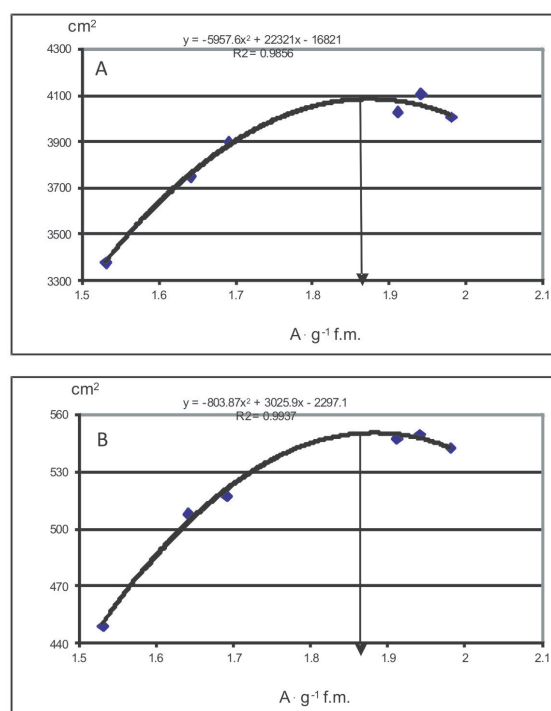 cm²
y = -5957.6x² + 22321x - 16821
R2 = 0.9856
4300
A
4100
3900
3700
3500
3300
1.5 1.6 1.7 1.8 1.9 2 2.1
A · g⁻¹ f.m.
cm²
y = -803.87x² + 3025.9x - 2297.1
R2 = 0.9937
560
B
530
500
470
440
1.5 1.6 1.7 1.8 1.9 2 2.1
A · g⁻¹ f.m.